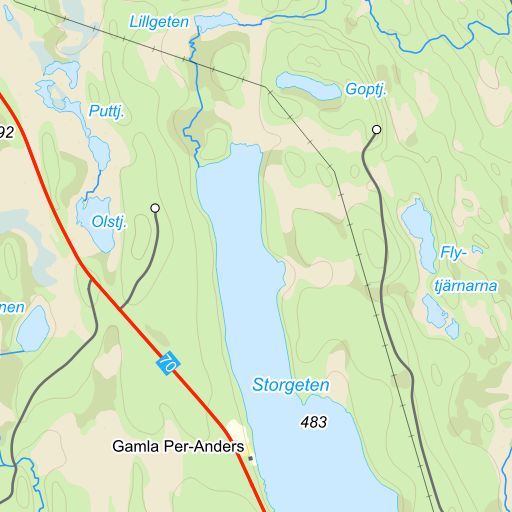 Lillgeten
Goptj.
Puttj.
92
Olstj.
Fly-
tjärnarna
nen
70
Storgeten
483
Gamla Per-Anders